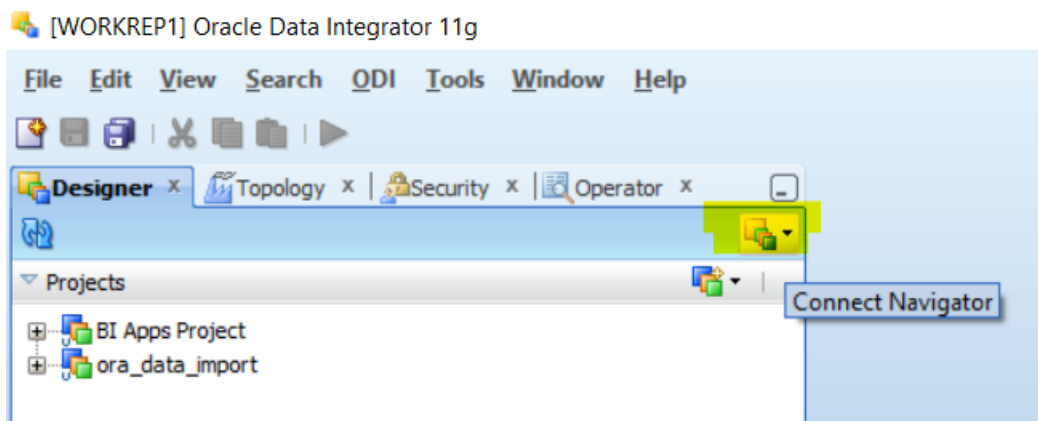 [WORKREP1] Oracle Data Integrator 11g
File Edit View Search ODI Tools Window Help
Designer x Topology x Security x Operator x
Projects
Connect Navigator
BI Apps Project
ora_data_import